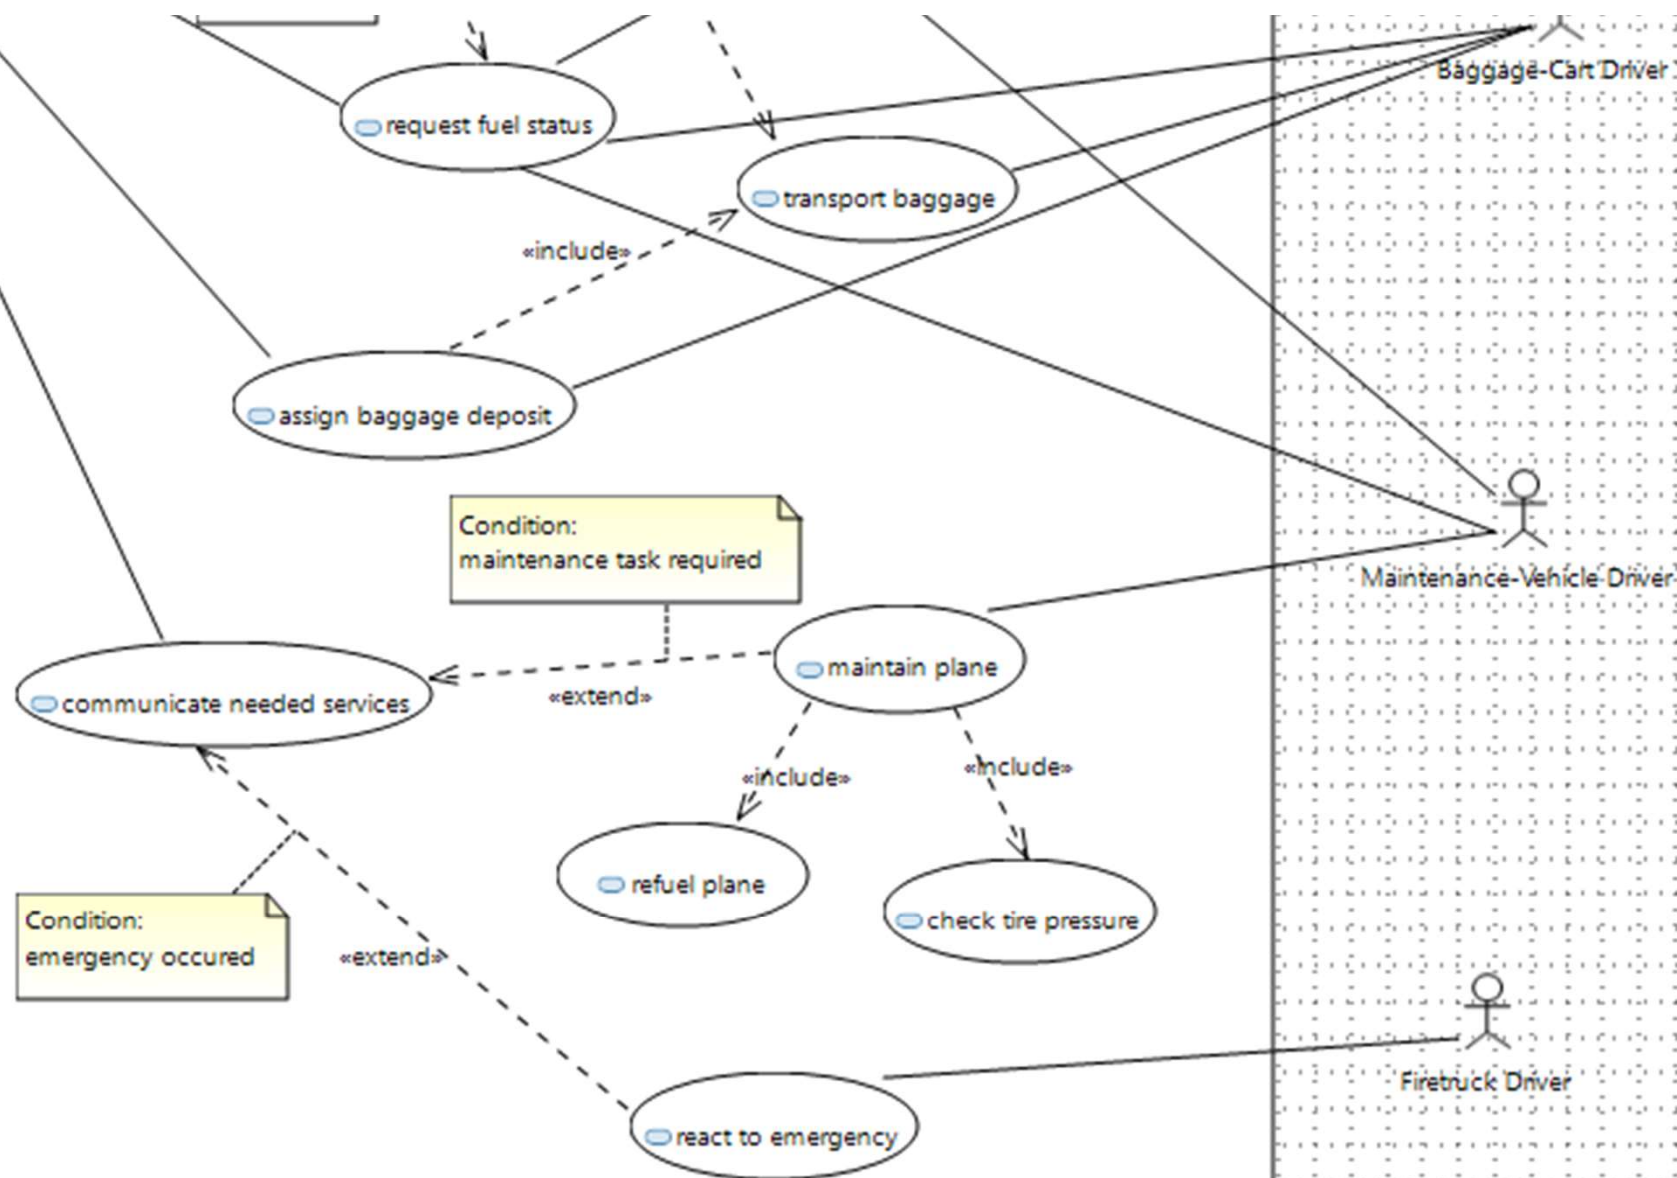 Baggage-Cart Driver
request fuel status
transport baggage
«include»
assign baggage deposit
Condition:
maintenance task required
Maintenance-Vehicle Driver
maintain plane
communicate needed services
«extend»
«include»
«include»
refuel plane
check tire pressure
Condition:
emergency occured
«extend»
Firetruck Driver
react to emergency